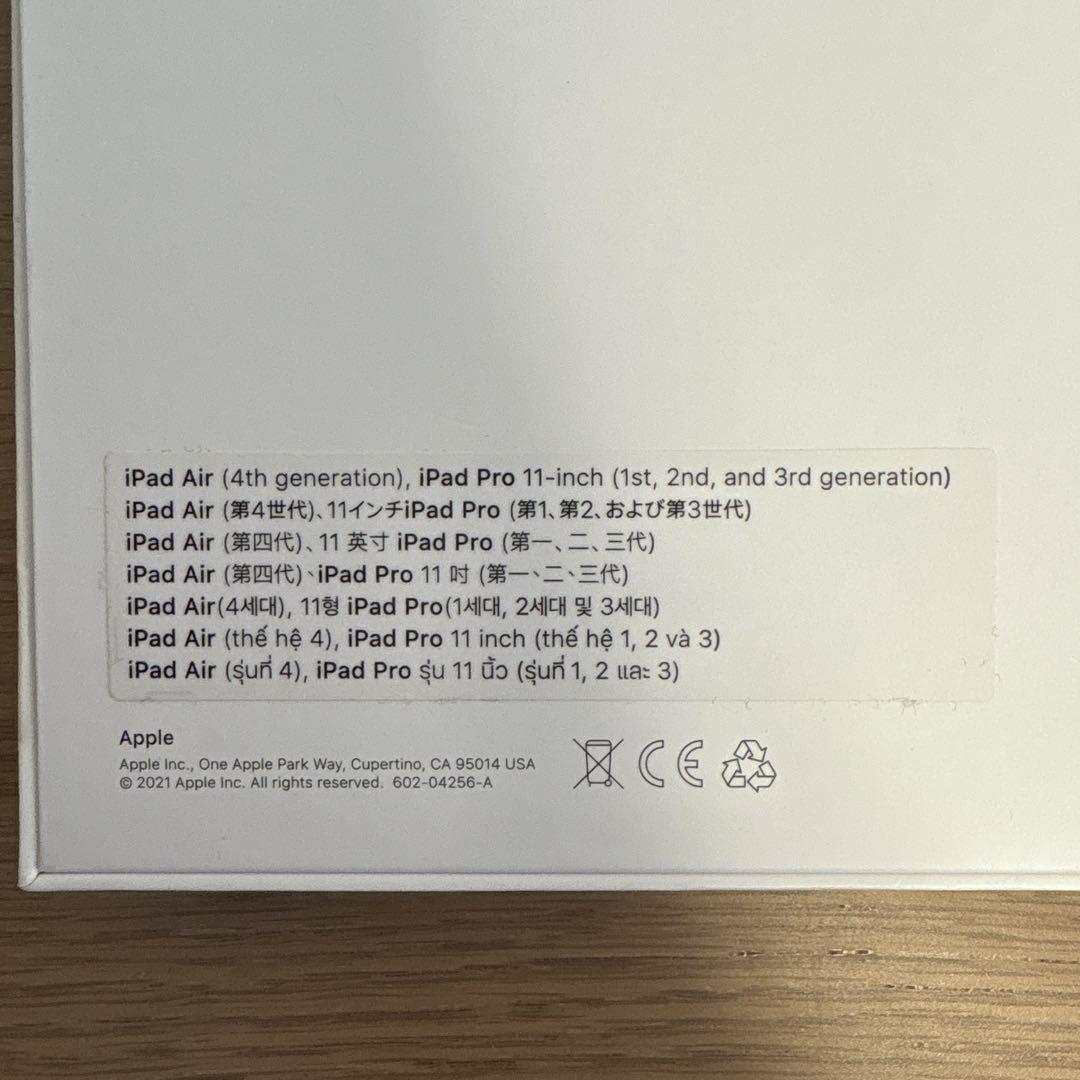 iPad Air (4th generation), iPad Pro 11-inch (1st, 2nd, and 3rd generation)
iPad Air (第4世代)、11インチiPad Pro (第1、第2、および第3世代)
iPad Air (第四代)、11 英寸 iPad Pro (第一、二、三代)
iPad Air (第四代)、iPad Pro 11 吋 (第一、二、三代)
iPad Air(4세대), 11형 iPad Pro(1세대, 2세대 및 3세대)
iPad Air (thế hệ 4), iPad Pro 11 inch (thế hệ 1, 2 và 3)
iPad Air (รุ่นที่ 4), iPad Pro รุ่น 11 นิ้ว (รุ่นที่ 1, 2 และ 3)
Apple
Apple Inc., One Apple Park Way, Cupertino, CA 95014 USA
© 2021 Apple Inc. All rights reserved. 602-04256-A
CE